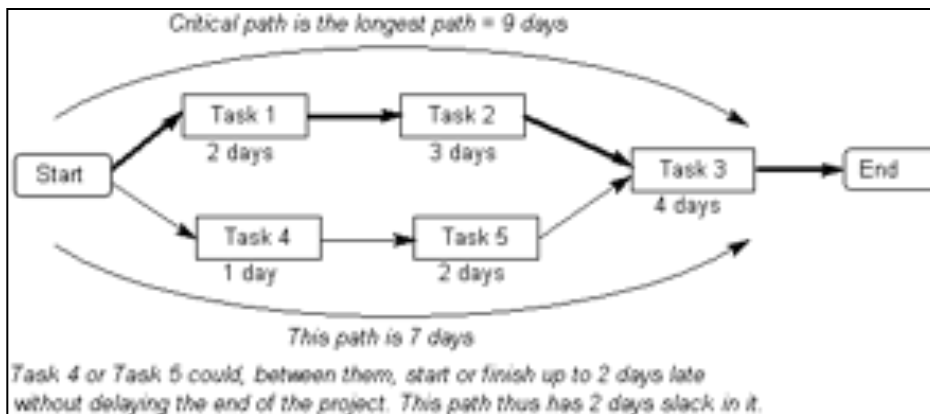 Critical path is the longest path = 9 days
Task 1
Task 2
2 days
3 days
Start
Task 3
End
4 days
Task 4
Task 5
1 day
2 days
This path is 7 days
Task 4 or Task 5 could, between them, start or finish up to 2 days late
without delaying the end of the project. This path thus has 2 days slack in it.